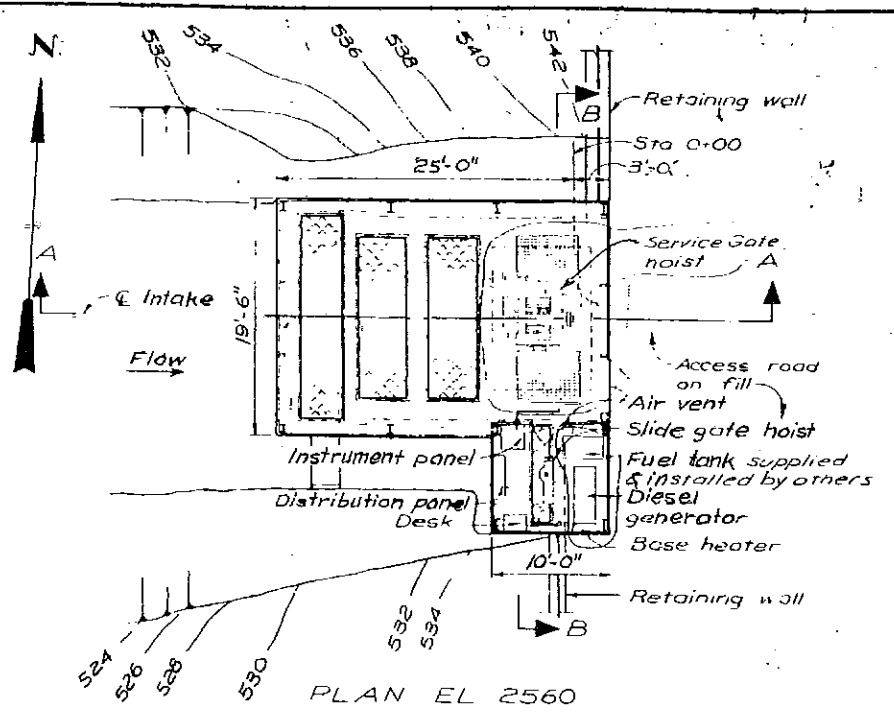 N
532
534
536
538
540
542
B
Retaining wall
Sta 0+00
25'-0"
3'-0"
A
Service Gate
hoist
A
℄ Intake
19'-6"
Flow
Access road
on fill
Air vent
Slide gate hoist
Instrument panel
Fuel tank supplied
& installed by others
Distribution panel
Desk
Diesel
generator
Base heater
10'-0"
Retaining wall
B
524
526
528
530
532
534
PLAN EL 2560